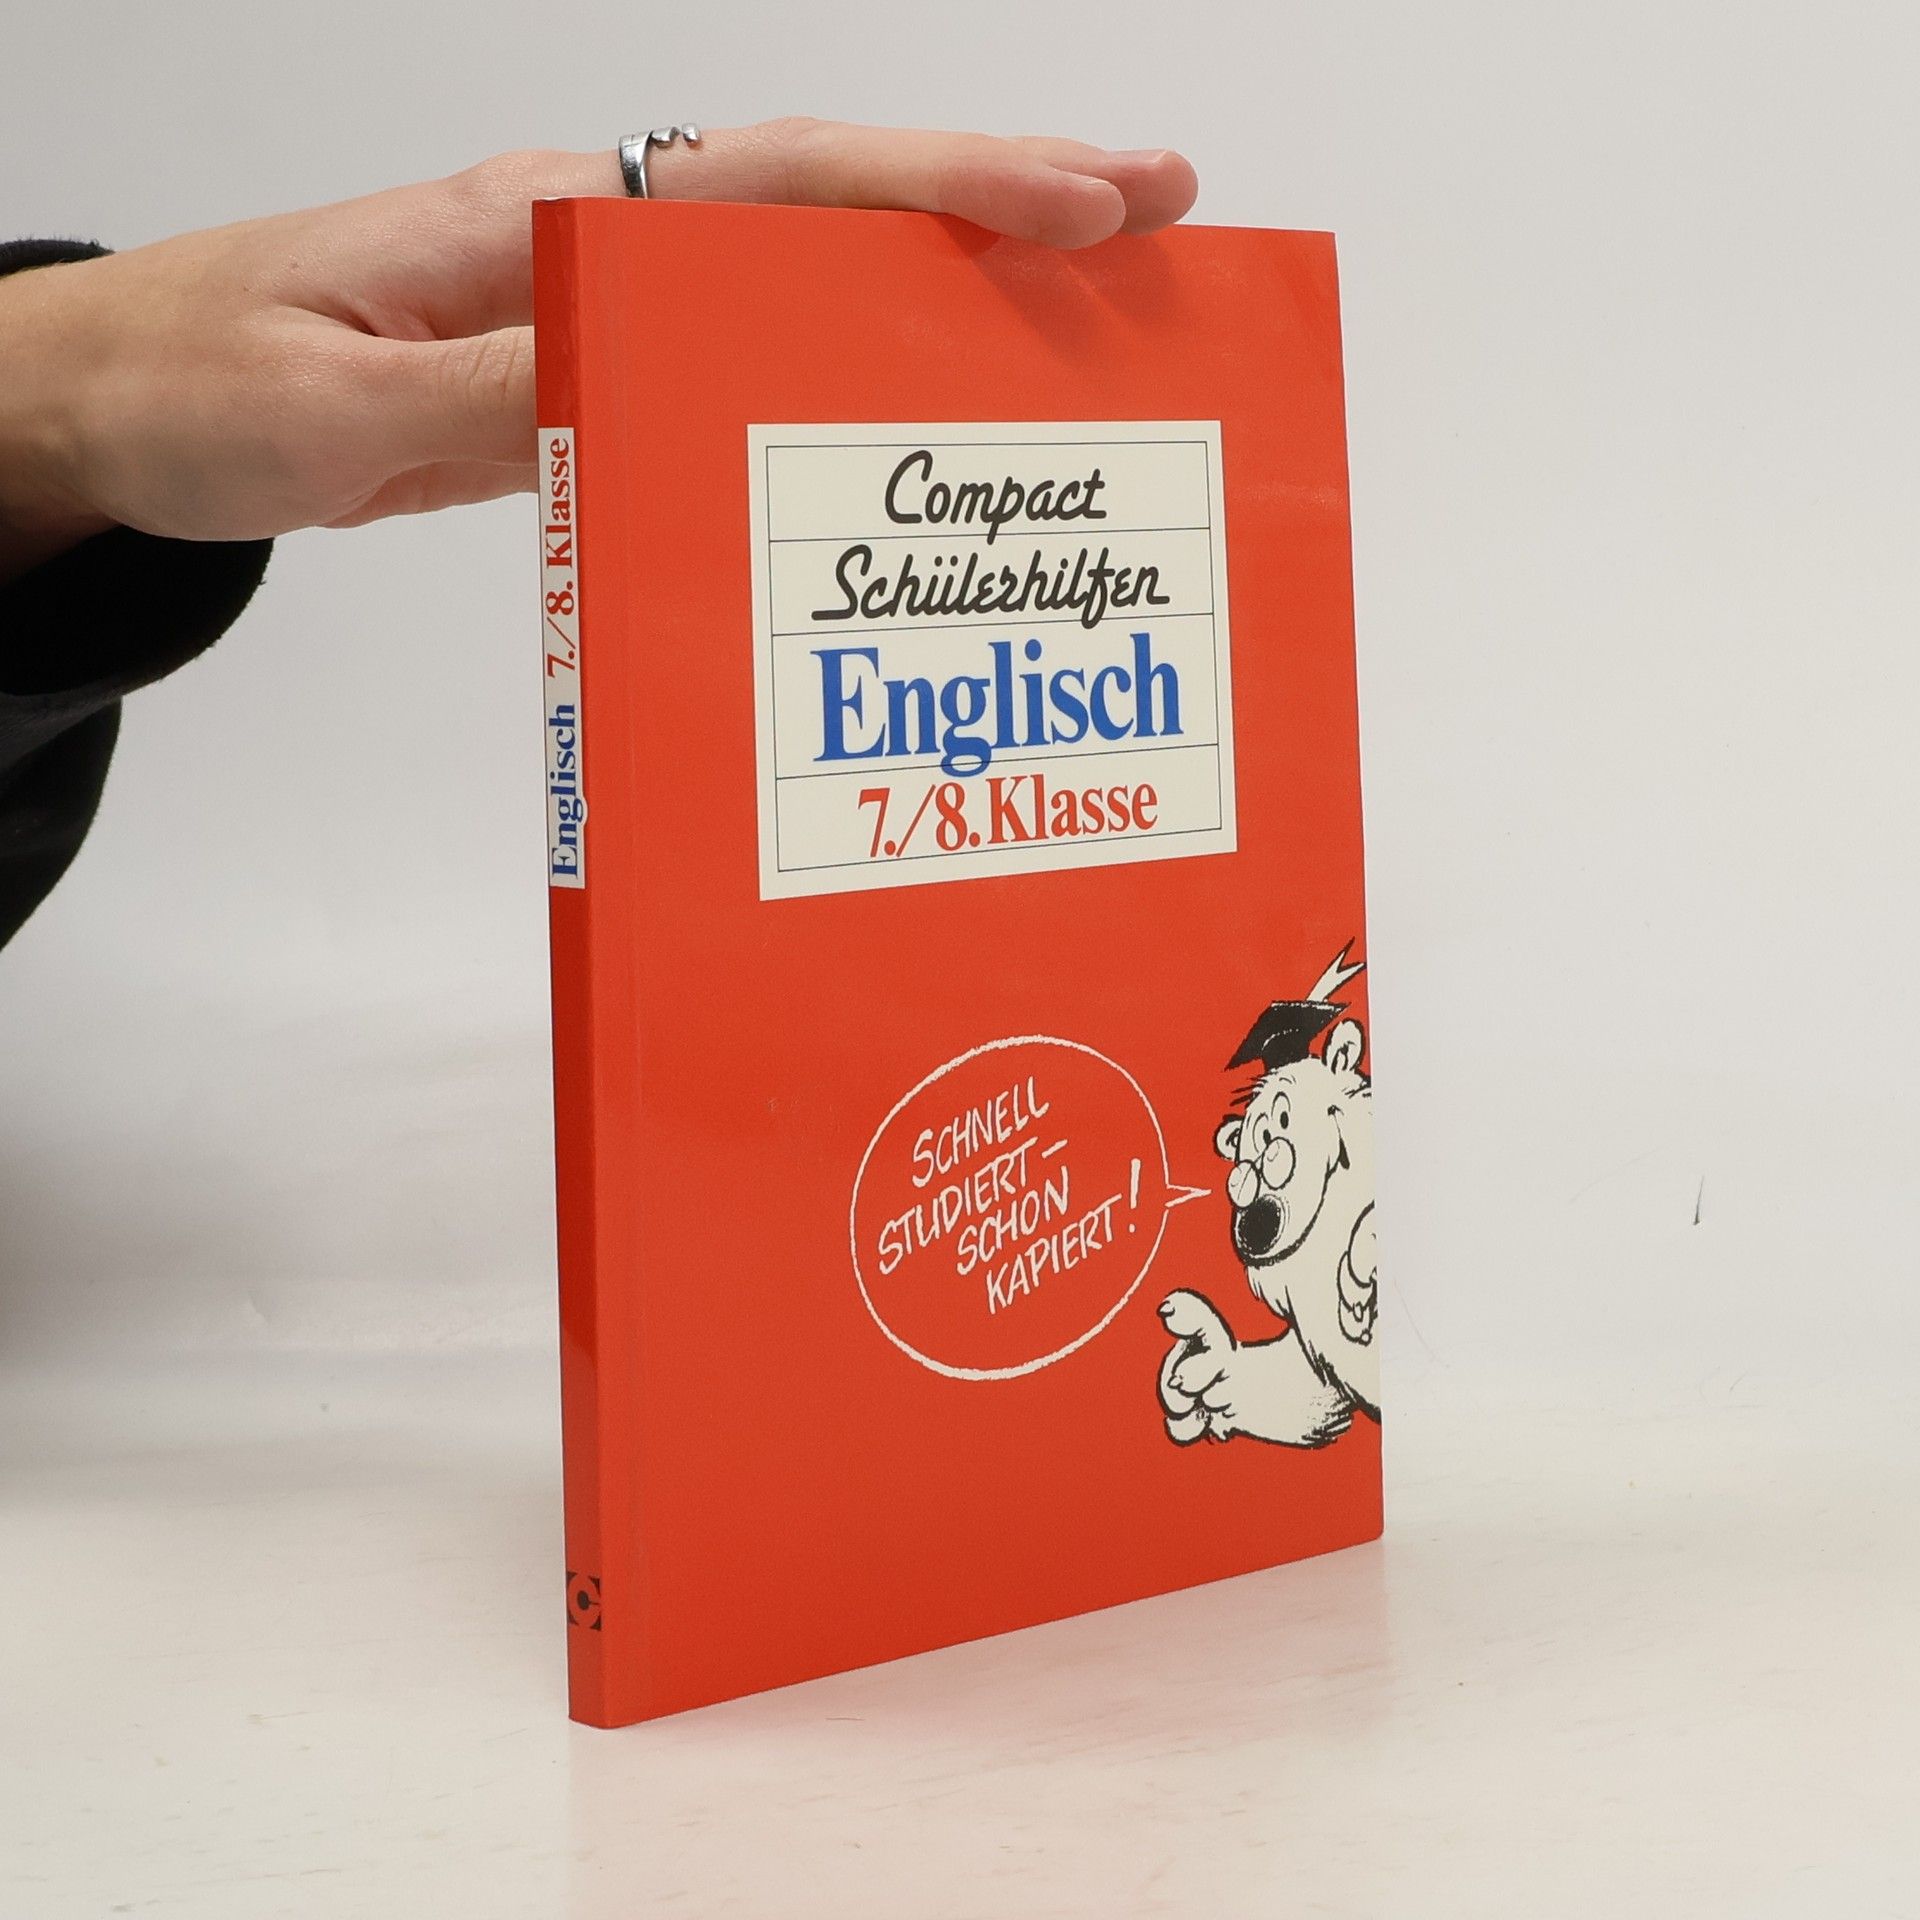 Compact
Schülerhilfen
Englisch
7./8. Klasse
SCHNELL
STUDIERT-
SCHON
KAPIERT!
Englisch 7./8. Klasse
C